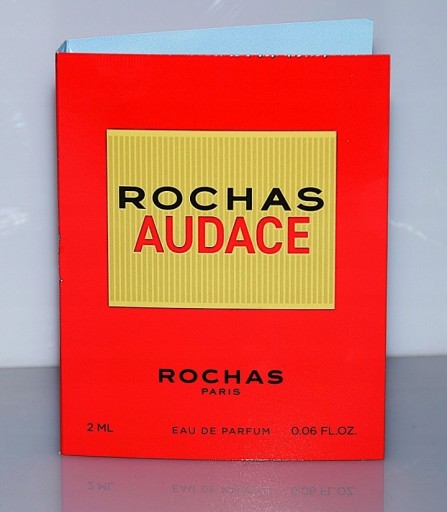 ROCHAS
AUDACE
ROCHAS
PARIS
2 ML EAU DE PARFUM 0.06 FL.OZ.